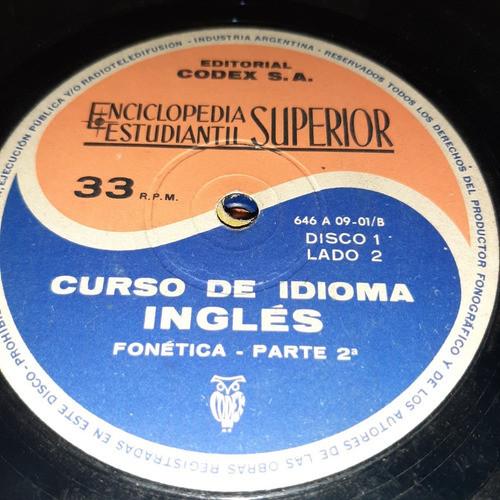 EDITORIAL
CODEX S.A.
ENCICLOPEDIA
ESTUDIANTIL SUPERIOR
33 R.P.M.
646 A 09-01/B
DISCO 1
LADO 2
CURSO DE IDIOMA
INGLÉS
FONÉTICA - PARTE 2ª
CODEX
EJECUCIÓN PÚBLICA Y/O RADIOTELEDIFUSIÓN - INDUSTRIA ARGENTINA - RESERVADOS TODOS LOS DERECHOS DEL PRODUCTOR FONOGRÁFICO Y DE LOS AUTORES DE LAS OBRAS REGISTRADAS EN ESTE DISCO